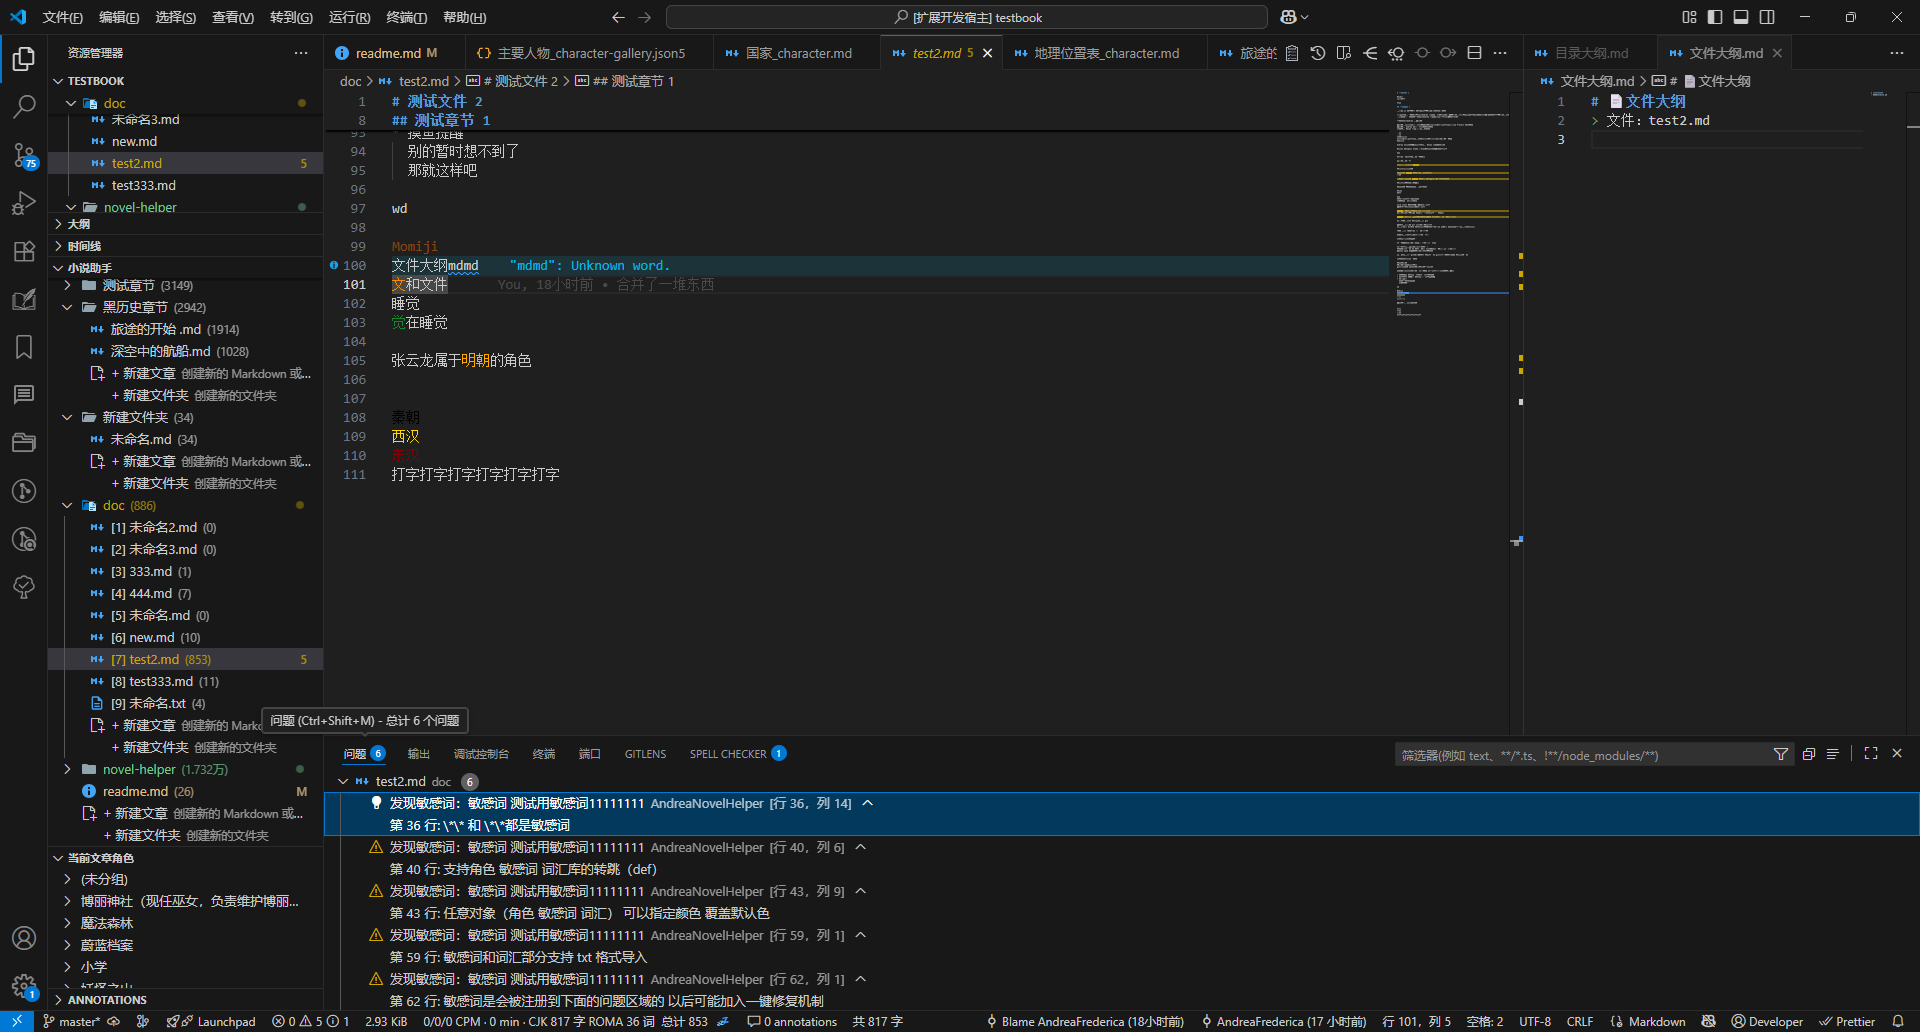 文件(F) 编辑(E) 选择(S) 查看(V) 转到(G) 运行(R) 终端(T) 帮助(H)
[扩展开发宿主] testbook
资源管理器
TESTBOOK
doc
未命名3.md
new.md
test2.md 5
test333.md
novel-helper
大纲
时间线
小说助手
测试章节 (3149)
黑历史章节 (2942)
旅途的开始 .md (1914)
深空中的航船.md (1028)
+ 新建文章 创建新的 Markdown 或...
+ 新建文件夹 创建新的文件夹
新建文件夹 (34)
未命名.md (34)
+ 新建文章 创建新的 Markdown 或...
+ 新建文件夹 创建新的文件夹
doc (886)
[1] 未命名2.md (0)
[2] 未命名3.md (0)
[3] 333.md (1)
[4] 444.md (7)
[5] 未命名.md (0)
[6] new.md (10)
[7] test2.md (853) 5
[8] test333.md (11)
[9] 未命名.txt (4)
+ 新建文章 创建新的 Markd
+ 新建文件夹 创建新的文件夹
novel-helper (1.732万)
readme.md (26) M
+ 新建文章 创建新的 Markdown 或...
+ 新建文件夹 创建新的文件夹
当前文章角色
(未分组)
博丽神社（现任巫女，负责维护博丽...
魔法森林
蔚蓝档案
小学
ANNOTATIONS
75
1
readme.md M
主要人物_character-gallery.json5
国家_character.md
test2.md 5
地理位置表_character.md
旅途的
doc > test2.md > # 测试文件 2 > ## 测试章节 1
1 # 测试文件 2
8 ## 测试章节 1
93 摸鱼提醒
94 别的暂时想不到了
95 那就这样吧
96
97 wd
98
99 Momiji
100 文件大纲mdmd "mdmd": Unknown word.
101 文和文件 You, 18小时前 • 合并了一堆东西
102 睡觉
103 觉在睡觉
104
105 张云龙属于明朝的角色
106
107
108 秦朝
109 西汉
110 东汉
111 打字打字打字打字打字打字
目录大纲.md
文件大纲.md
文件大纲.md > # 文件大纲
1 # 文件大纲
2 > 文件：test2.md
3
问题 (Ctrl+Shift+M) - 总计 6 个问题
问题 6 输出 调试控制台 终端 端口 GITLENS SPELL CHECKER 1
筛选器(例如 text、**/*.ts、!**/node_modules/**)
test2.md doc 6
发现敏感词：敏感词 测试用敏感词11111111 AndreaNovelHelper [行 36，列 14]
第 36 行: \*\* 和 \*\*都是敏感词
发现敏感词：敏感词 测试用敏感词11111111 AndreaNovelHelper [行 40，列 6]
第 40 行: 支持角色 敏感词 词汇库的转跳（def）
发现敏感词：敏感词 测试用敏感词11111111 AndreaNovelHelper [行 43，列 9]
第 43 行: 任意对象（角色 敏感词 词汇） 可以指定颜色 覆盖默认色
发现敏感词：敏感词 测试用敏感词11111111 AndreaNovelHelper [行 59，列 1]
第 59 行: 敏感词和词汇部分支持 txt 格式导入
发现敏感词：敏感词 测试用敏感词11111111 AndreaNovelHelper [行 62，列 1]
第 62 行: 敏感词是会被注册到下面的问题区域的 以后可能加入一键修复机制
master* Launchpad 0 5 1 2.93 KiB 0/0/0 CPM · 0 min · CJK 817 字 ROMA 36 词 总计 853 0 annotations 共 817 字 Blame AndreaFrederica (18小时前) AndreaFrederica (17 小时前) 行 101，列 5 空格: 2 UTF-8 CRLF Markdown Developer Prettier